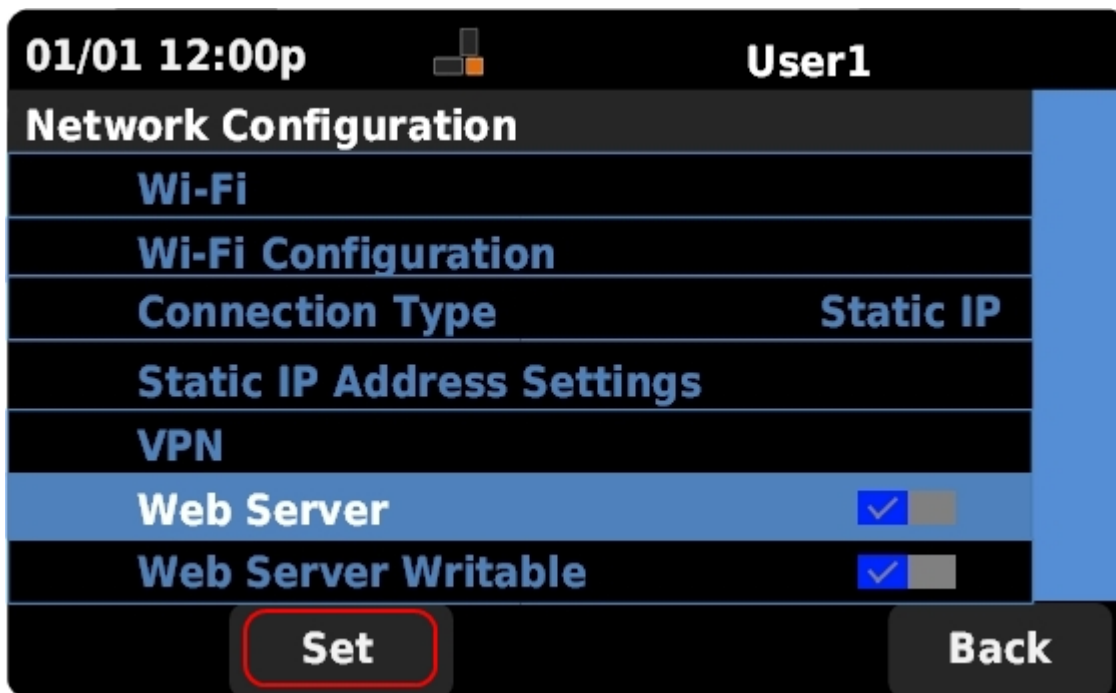 01/01 12:00p User1
Network Configuration
Wi-Fi
Wi-Fi Configuration
Connection Type Static IP
Static IP Address Settings
VPN
Web Server
Web Server Writable
Set Back